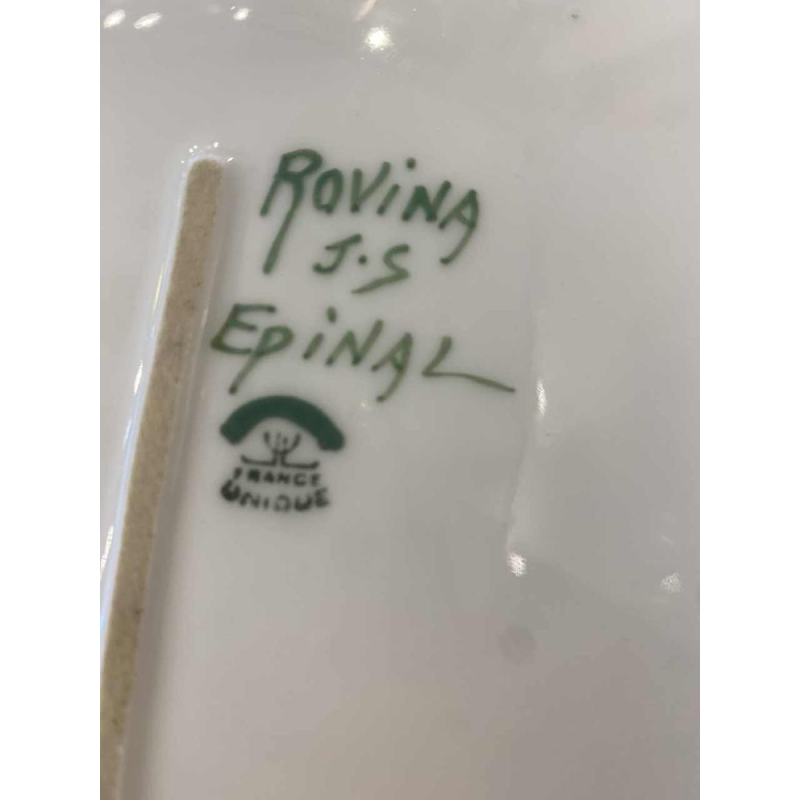 ROViNA
J.S
EpiNAL
FRANCE
UNIQUE